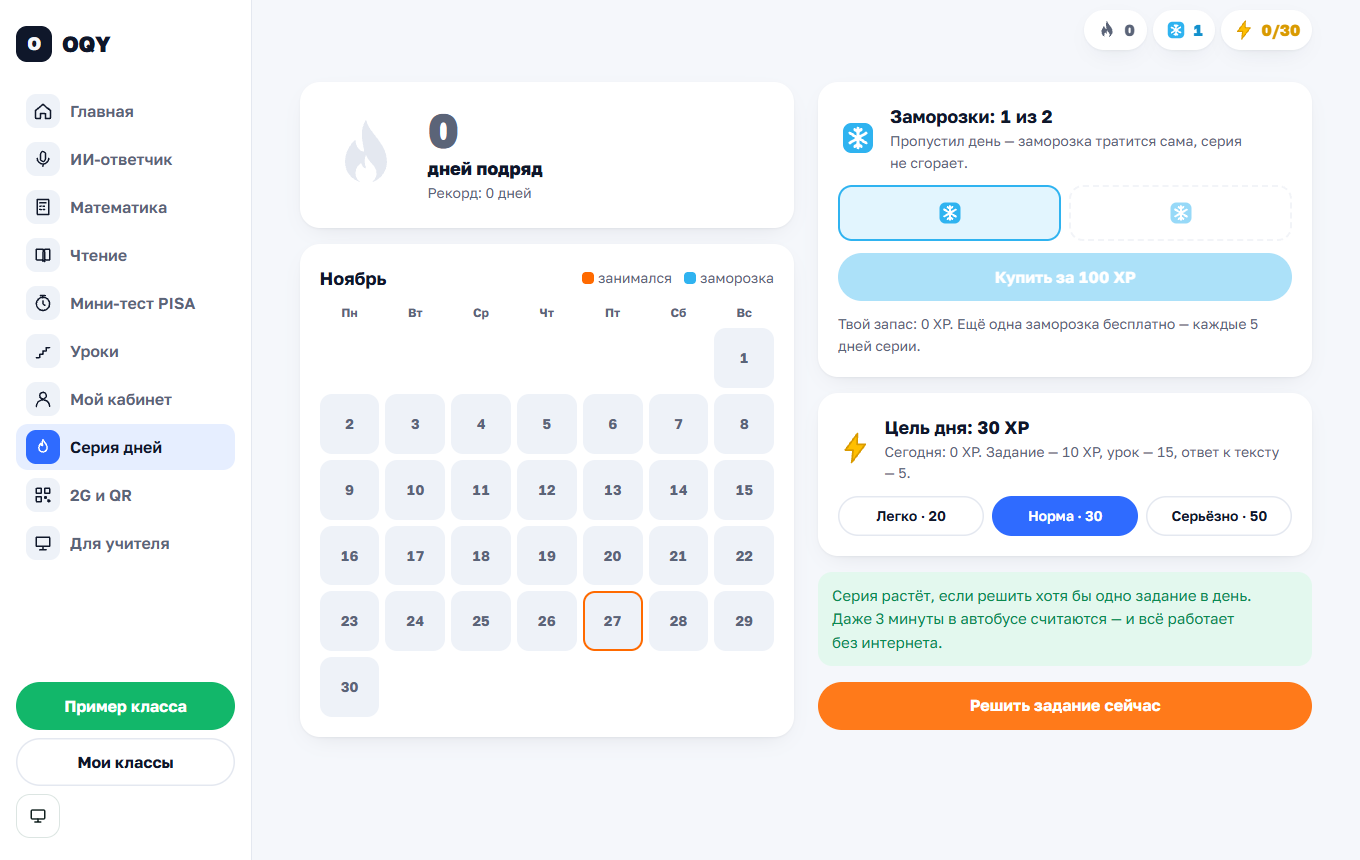 O OQY
Главная
ИИ-ответчик
Математика
Чтение
Мини-тест PISA
Уроки
Мой кабинет
Серия дней
2G и QR
Для учителя
Пример класса
Мои классы
0 1 0/30
0
дней подряд
Рекорд: 0 дней
Ноябрь занимался заморозка
Пн Вт Ср Чт Пт Сб Вс
1
2 3 4 5 6 7 8
9 10 11 12 13 14 15
16 17 18 19 20 21 22
23 24 25 26 27 28 29
30
Заморозки: 1 из 2
Пропустил день — заморозка тратится сама, серия
не сгорает.
Купить за 100 XP
Твой запас: 0 XP. Ещё одна заморозка бесплатно — каждые 5
дней серии.
Цель дня: 30 XP
Сегодня: 0 XP. Задание — 10 XP, урок — 15, ответ к тексту
— 5.
Легко · 20 Норма · 30 Серьёзно · 50
Серия растёт, если решить хотя бы одно задание в день.
Даже 3 минуты в автобусе считаются — и всё работает
без интернета.
Решить задание сейчас